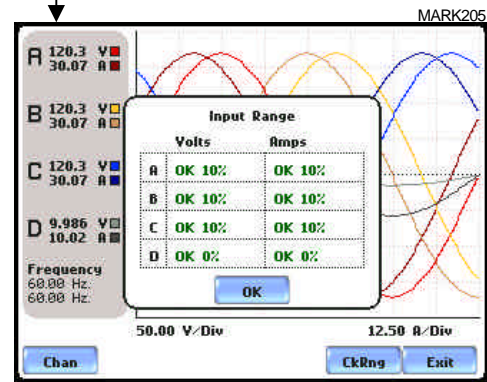 MARK205
A 120.3 V
30.07 A
B 120.3 V
30.07 A
C 120.3 V
30.07 A
D 9.986 V
10.02 A
Frequency
60.00 Hz.
60.00 Hz.
Input Range
Volts Amps
A OK 10% OK 10%
B OK 10% OK 10%
C OK 10% OK 10%
D OK 0% OK 0%
OK
50.00 V/Div 12.50 A/Div
Chan CkRng Exit